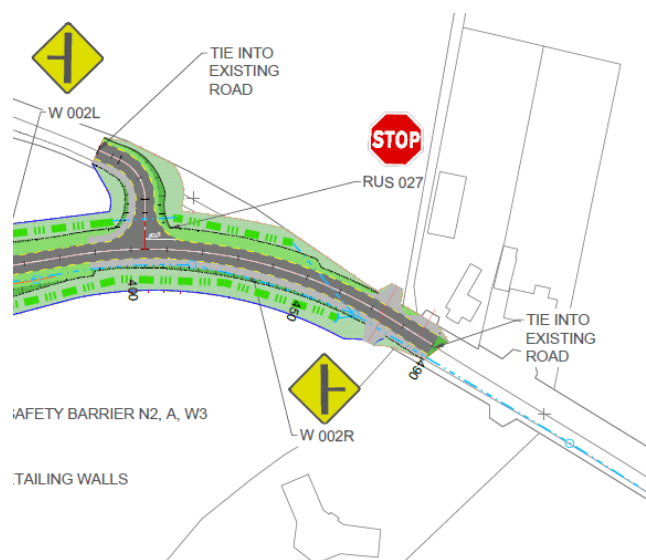 TIE INTO
EXISTING
ROAD
W 002L
STOP
RUS 027
400
450
490
TIE INTO
EXISTING
ROAD
SAFETY BARRIER N2, A, W3
W 002R
TAILING WALLS